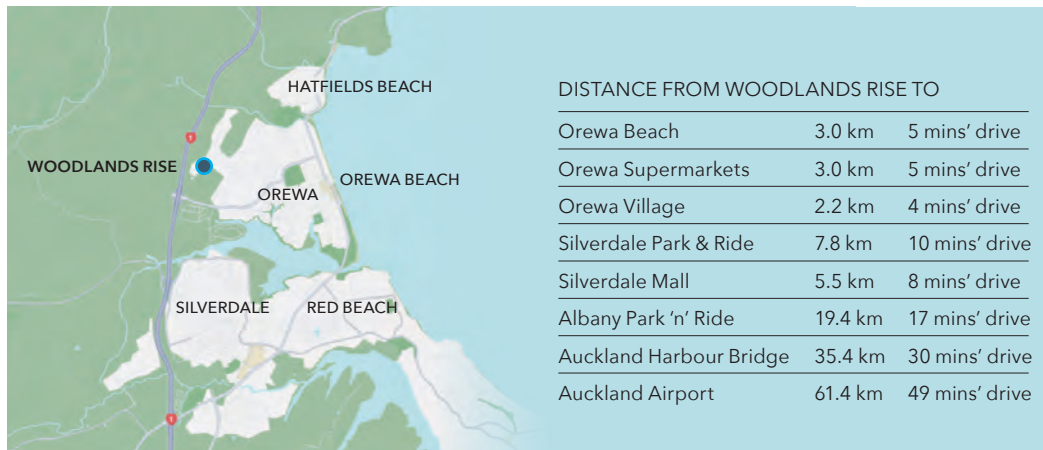 HATFIELDS BEACH
1
WOODLANDS RISE
OREWA BEACH
OREWA
SILVERDALE
RED BEACH
1
DISTANCE FROM WOODLANDS RISE TO
Orewa Beach 3.0 km 5 mins’ drive
Orewa Supermarkets 3.0 km 5 mins’ drive
Orewa Village 2.2 km 4 mins’ drive
Silverdale Park & Ride 7.8 km 10 mins’ drive
Silverdale Mall 5.5 km 8 mins’ drive
Albany Park ’n’ Ride 19.4 km 17 mins’ drive
Auckland Harbour Bridge 35.4 km 30 mins’ drive
Auckland Airport 61.4 km 49 mins’ drive